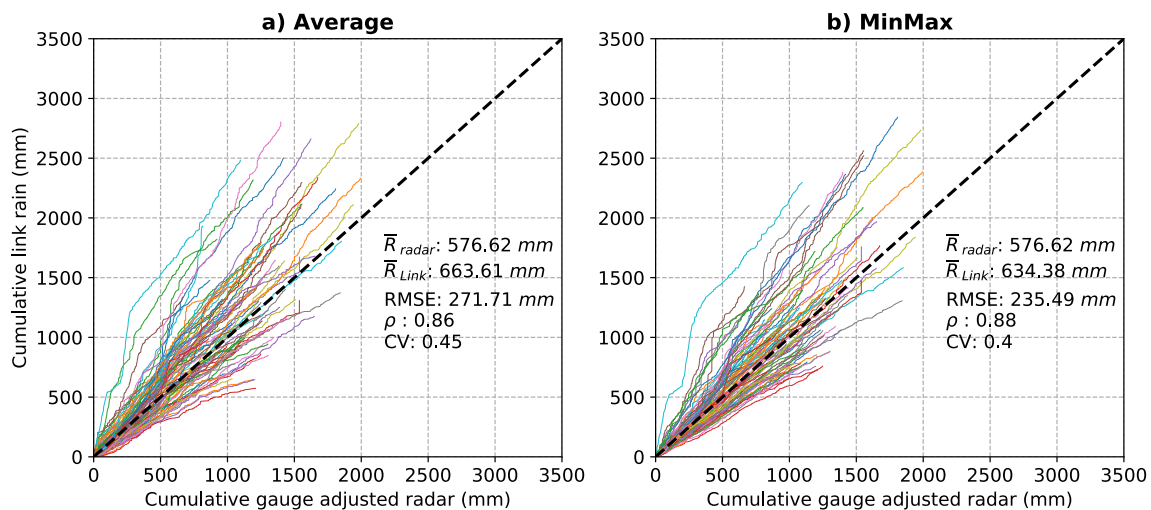 a) Average
3500
3000
2500
2000
1500
1000
500
0
Cumulative link rain (mm)
R̅radar: 576.62 mm
R̅Link: 663.61 mm
RMSE: 271.71 mm
ρ : 0.86
CV: 0.45
0 500 1000 1500 2000 2500 3000 3500
Cumulative gauge adjusted radar (mm)
b) MinMax
3500
3000
2500
2000
1500
1000
500
0
R̅radar: 576.62 mm
R̅Link: 634.38 mm
RMSE: 235.49 mm
ρ : 0.88
CV: 0.4
0 500 1000 1500 2000 2500 3000 3500
Cumulative gauge adjusted radar (mm)